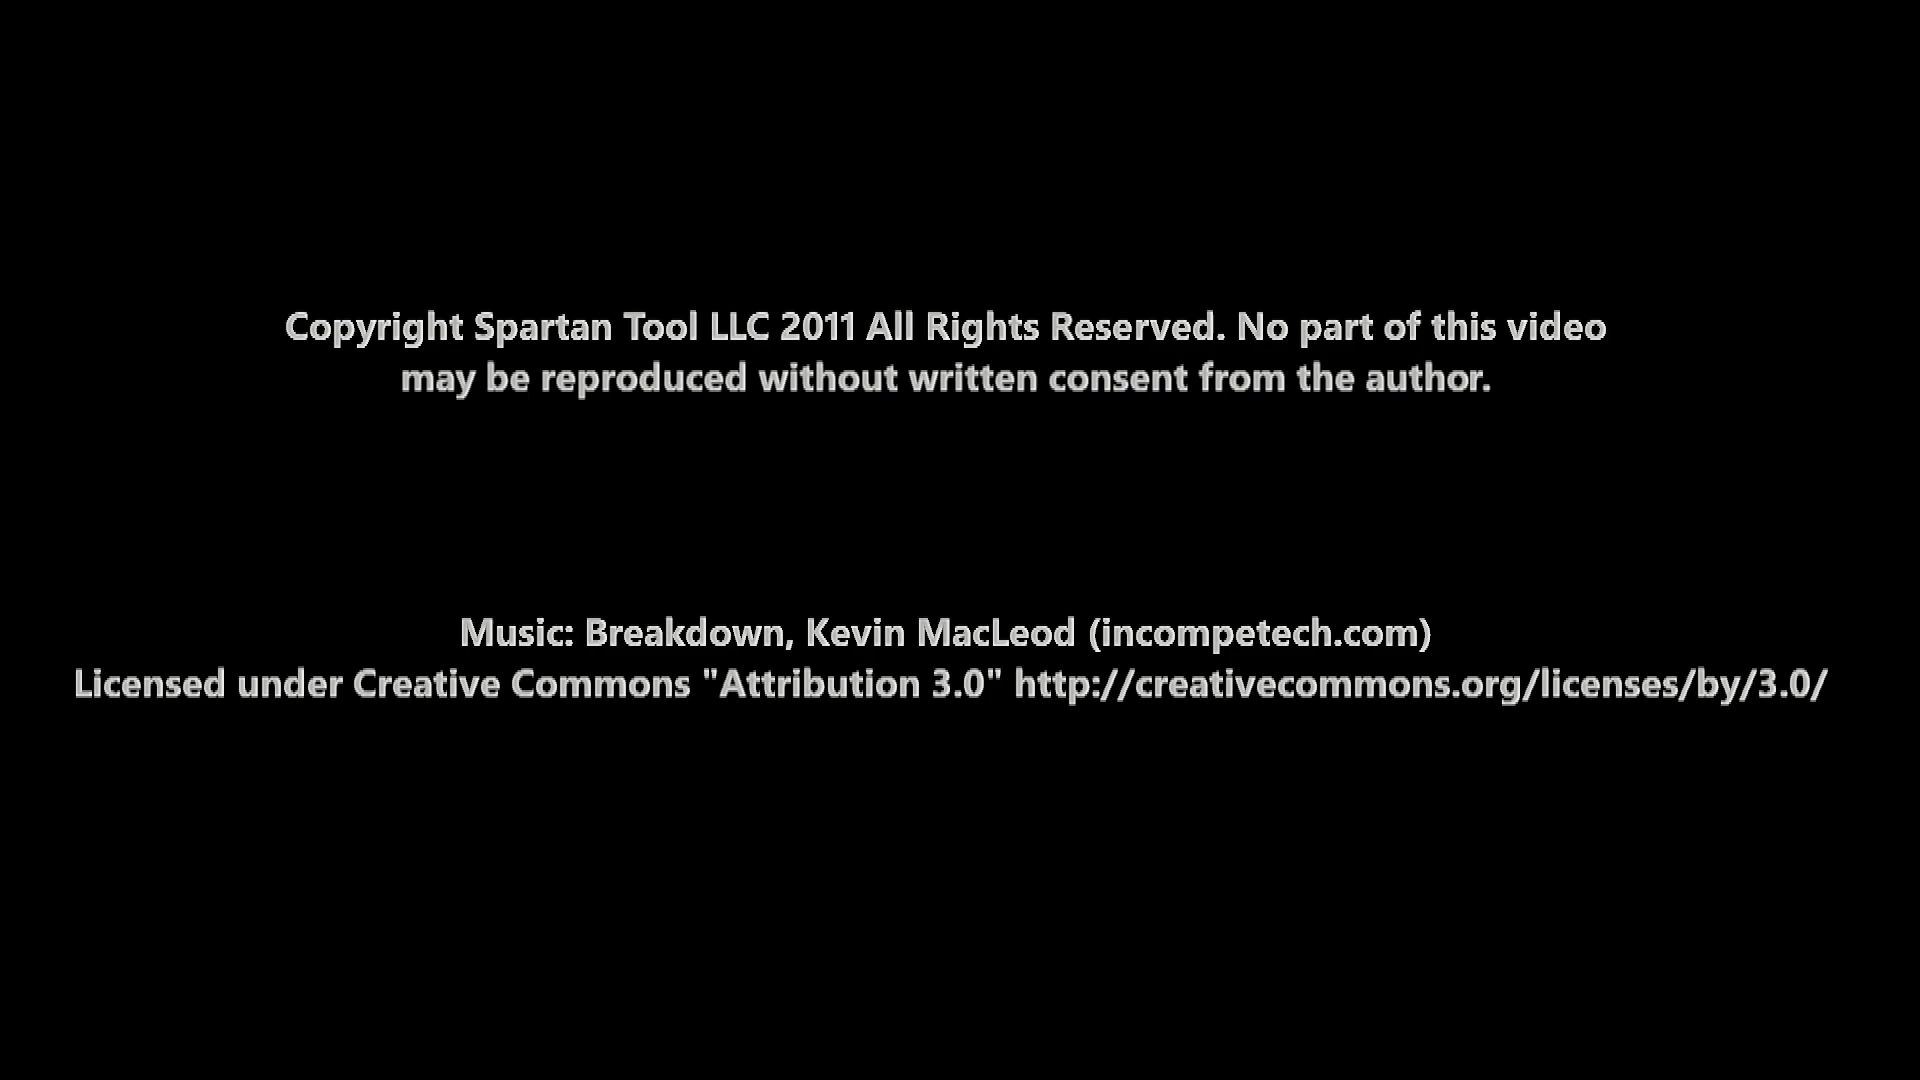 Copyright Spartan Tool LLC 2011 All Rights Reserved. No part of this video
may be reproduced without written consent from the author.
Music: Breakdown, Kevin MacLeod (incompetech.com)
Licensed under Creative Commons "Attribution 3.0" http://creativecommons.org/licenses/by/3.0/